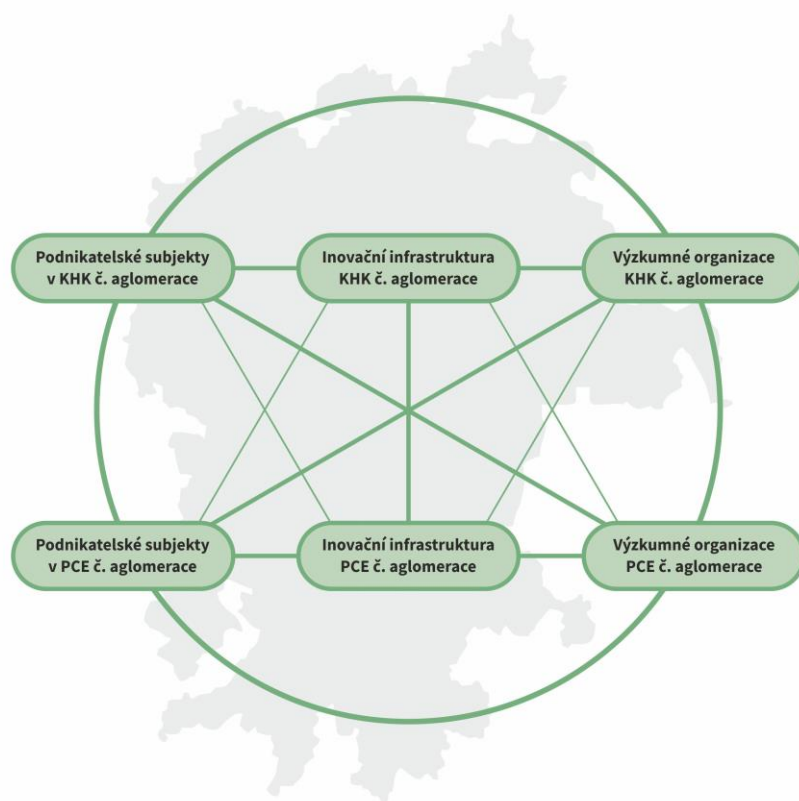 Podnikatelské subjekty
v KHK č. aglomerace
Inovační infrastruktura
KHK č. aglomerace
Výzkumné organizace
KHK č. aglomerace
Podnikatelské subjekty
v PCE č. aglomerace
Inovační infrastruktura
PCE č. aglomerace
Výzkumné organizace
PCE č. aglomerace